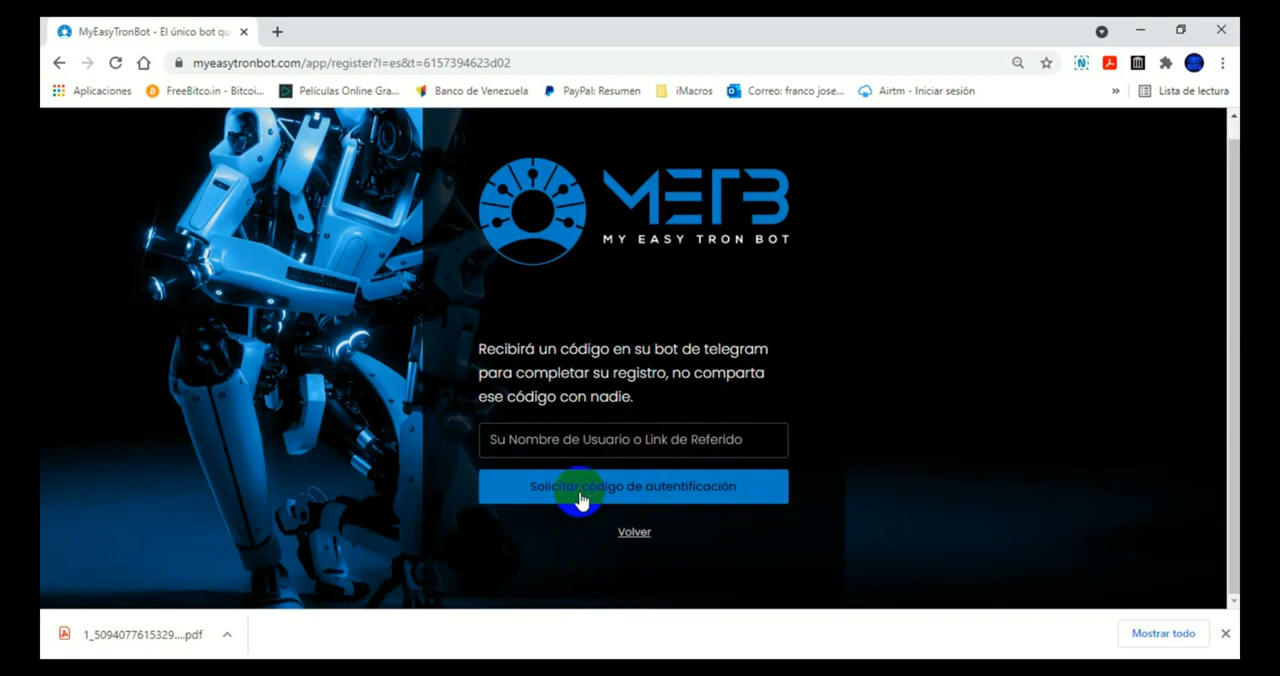 MyEasyTronBot - El único bot qu
myeasytronbot.com/app/register?l=es&t=6157394623d02
Aplicaciones
FreeBitco.in - Bitcoi...
Películas Online Gra...
Banco de Venezuela
PayPal: Resumen
iMacros
Correo: franco jose...
Airtm - Iniciar sesión
»
Lista de lectura
METB
MY EASY TRON BOT
Recibirá un código en su bot de telegram
para completar su registro, no comparta
ese código con nadie.
Su Nombre de Usuario o Link de Referido
Solicitar código de autentificación
Volver
1_5094077615329....pdf
Mostrar todo